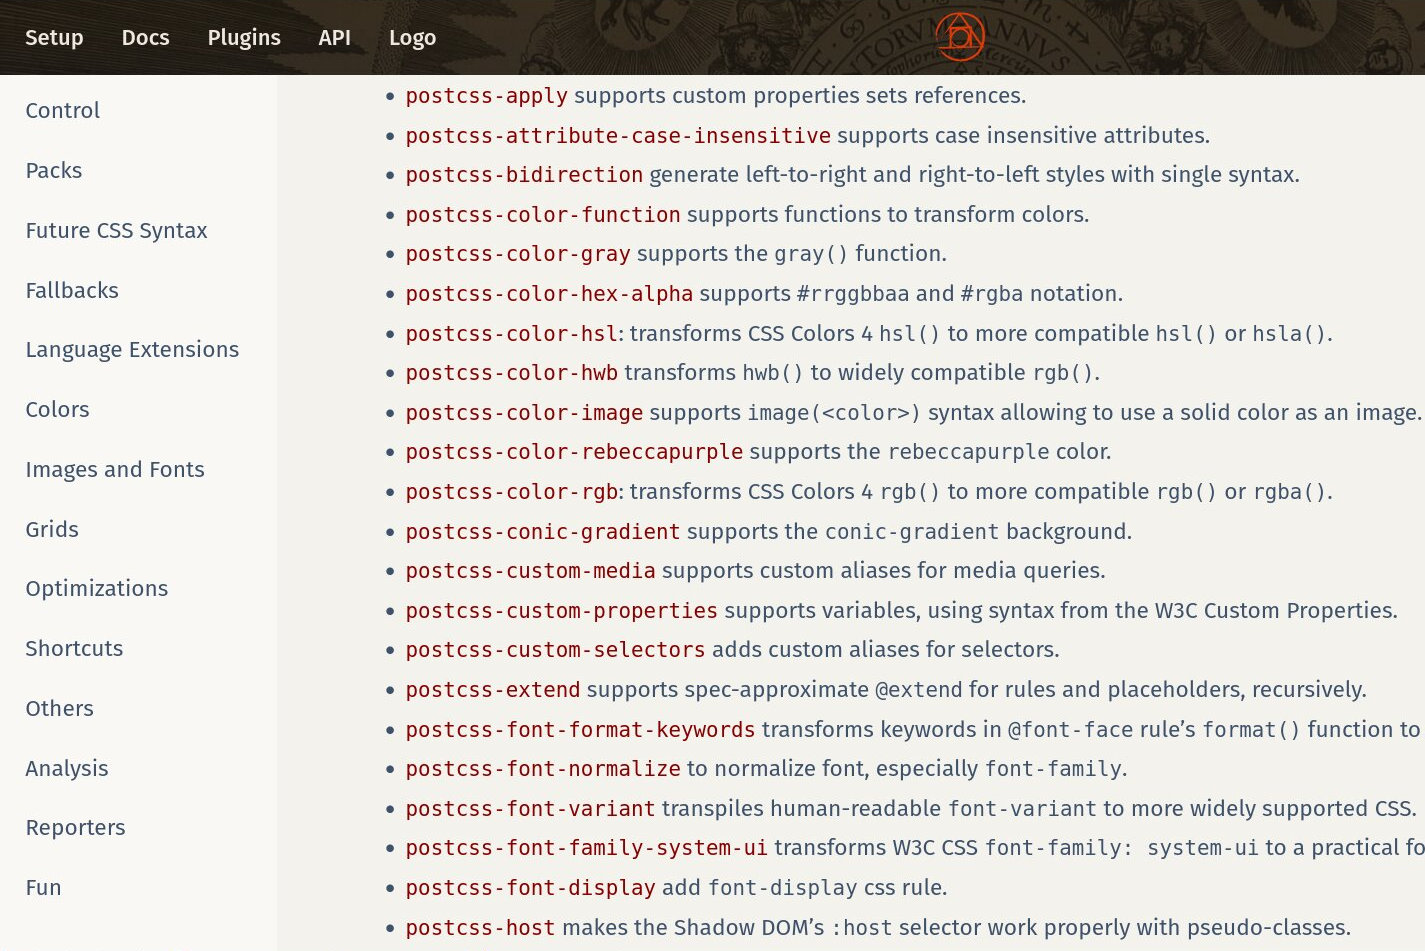 Setup Docs Plugins API Logo
Control
Packs
Future CSS Syntax
Fallbacks
Language Extensions
Colors
Images and Fonts
Grids
Optimizations
Shortcuts
Others
Analysis
Reporters
Fun
• postcss-apply supports custom properties sets references.
• postcss-attribute-case-insensitive supports case insensitive attributes.
• postcss-bidirection generate left-to-right and right-to-left styles with single syntax.
• postcss-color-function supports functions to transform colors.
• postcss-color-gray supports the gray() function.
• postcss-color-hex-alpha supports #rrggbbaa and #rgba notation.
• postcss-color-hsl: transforms CSS Colors 4 hsl() to more compatible hsl() or hsla().
• postcss-color-hwb transforms hwb() to widely compatible rgb().
• postcss-color-image supports image(<color>) syntax allowing to use a solid color as an image.
• postcss-color-rebeccapurple supports the rebeccapurple color.
• postcss-color-rgb: transforms CSS Colors 4 rgb() to more compatible rgb() or rgba().
• postcss-conic-gradient supports the conic-gradient background.
• postcss-custom-media supports custom aliases for media queries.
• postcss-custom-properties supports variables, using syntax from the W3C Custom Properties.
• postcss-custom-selectors adds custom aliases for selectors.
• postcss-extend supports spec-approximate @extend for rules and placeholders, recursively.
• postcss-font-format-keywords transforms keywords in @font-face rule’s format() function to
• postcss-font-normalize to normalize font, especially font-family.
• postcss-font-variant transpiles human-readable font-variant to more widely supported CSS.
• postcss-font-family-system-ui transforms W3C CSS font-family: system-ui to a practical fo
• postcss-font-display add font-display css rule.
• postcss-host makes the Shadow DOM’s :host selector work properly with pseudo-classes.